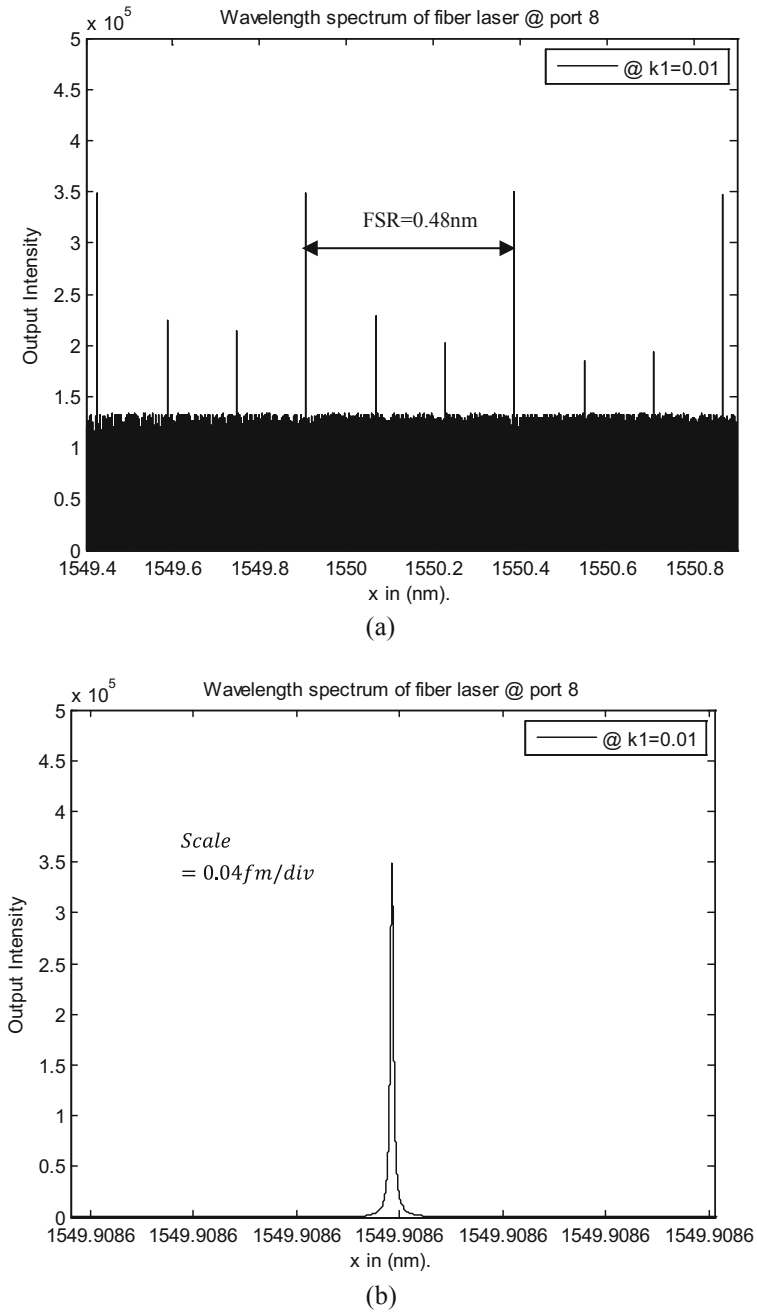 Wavelength spectrum of fiber laser @ port 8
x 10^5
5
4.5
4
3.5
3
2.5
2
1.5
1
0.5
0
Output Intensity
@ k1=0.01
FSR=0.48nm
1549.4 1549.6 1549.8 1550 1550.2 1550.4 1550.6 1550.8
x in (nm).
(a)
Wavelength spectrum of fiber laser @ port 8
x 10^5
5
4.5
4
3.5
3
2.5
2
1.5
1
0.5
0
Output Intensity
@ k1=0.01
Scale
= 0.04fm/div
1549.9086 1549.9086 1549.9086 1549.9086 1549.9086 1549.9086 1549.9086
x in (nm).
(b)